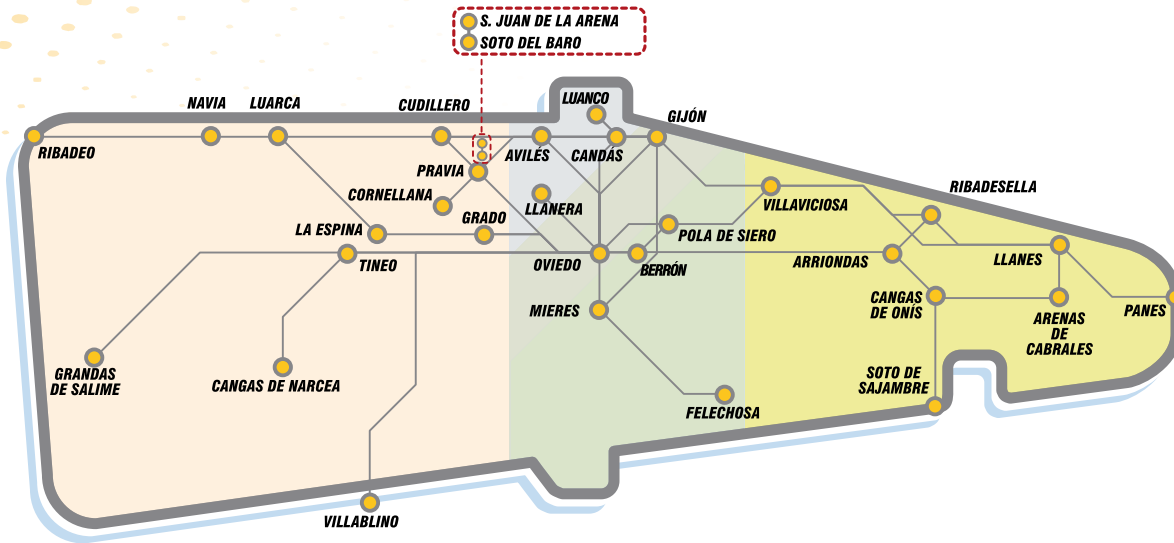 S. JUAN DE LA ARENA
SOTO DEL BARO
NAVIA
LUARCA
CUDILLERO
LUANCO
GIJÓN
RIBADEO
AVILÉS
CANDÁS
PRAVIA
CORNELLANA
LLANERA
VILLAVICIOSA
RIBADESELLA
GRADO
LA ESPINA
POLA DE SIERO
TINEO
OVIEDO
BERRÓN
ARRIONDAS
LLANES
MIERES
CANGAS
DE ONÍS
PANES
ARENAS
DE
CABRALES
GRANDAS
DE SALIME
CANGAS DE NARCEA
SOTO DE
SAJAMBRE
FELECHOSA
VILLABLINO